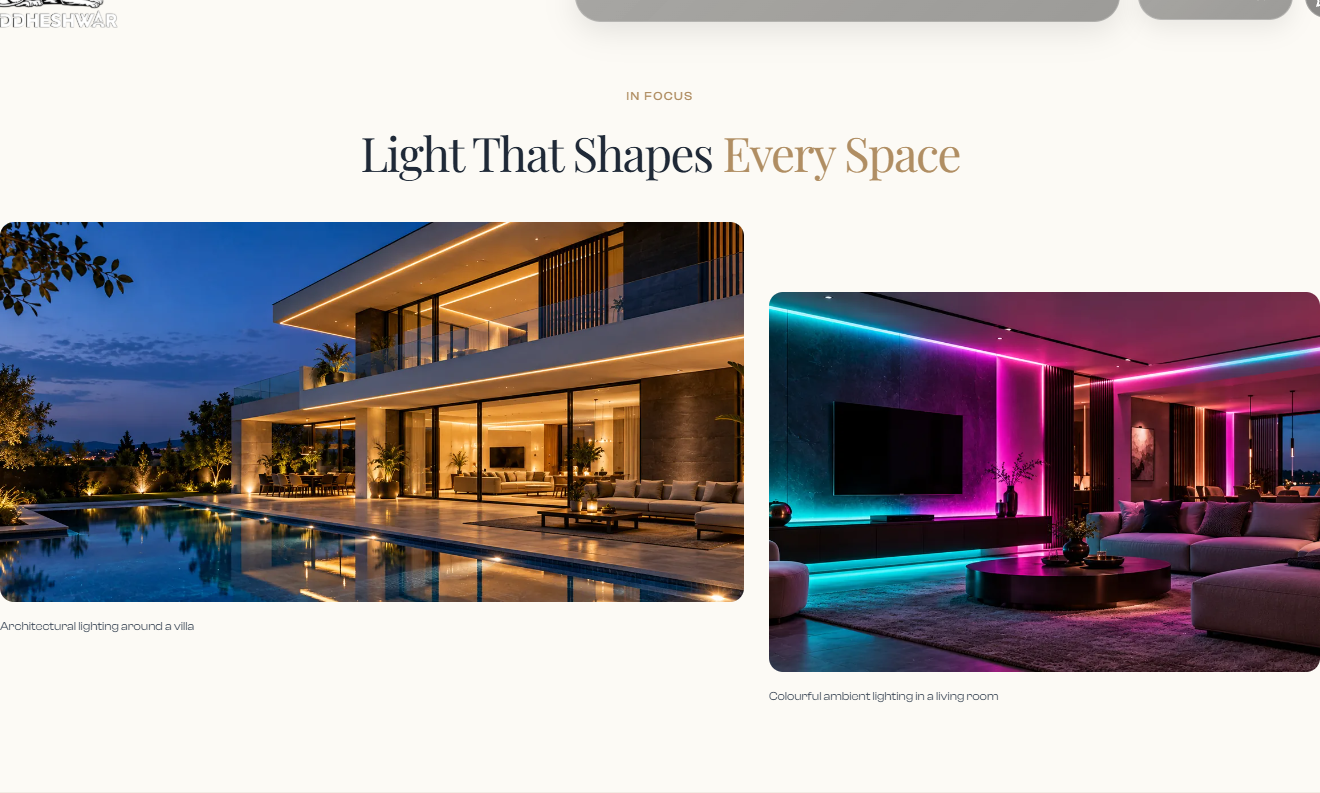 DDHESHWAR
IN FOCUS
Light That Shapes Every Space
Architectural lighting around a villa
Colourful ambient lighting in a living room